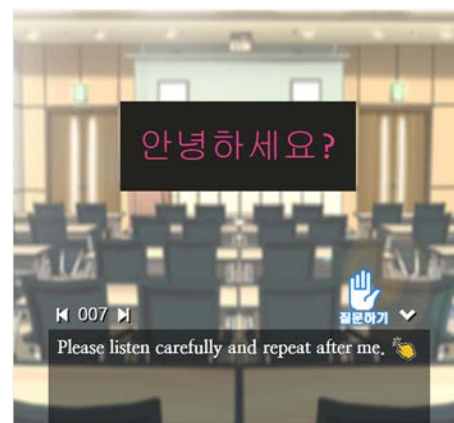 안녕하세요?
007
질문하기
Please listen carefully and repeat after me.